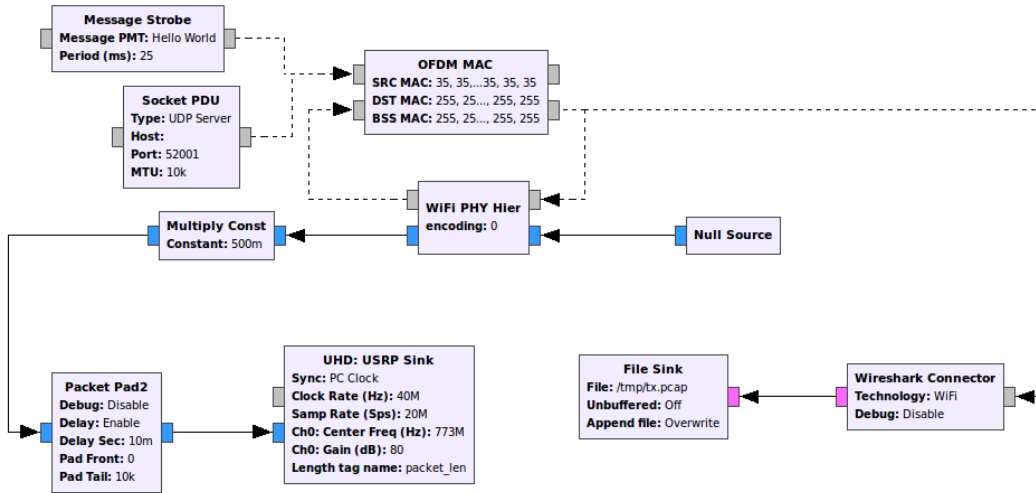 Message Strobe
Message PMT: Hello World
Period (ms): 25
Socket PDU
Type: UDP Server
Host:
Port: 52001
MTU: 10k
OFDM MAC
SRC MAC: 35, 35,...35, 35, 35
DST MAC: 255, 25..., 255, 255
BSS MAC: 255, 25..., 255, 255
WiFi PHY Hier
encoding: 0
Multiply Const
Constant: 500m
Null Source
Packet Pad2
Debug: Disable
Delay: Enable
Delay Sec: 10m
Pad Front: 0
Pad Tail: 10k
UHD: USRP Sink
Sync: PC Clock
Clock Rate (Hz): 40M
Samp Rate (Sps): 20M
Ch0: Center Freq (Hz): 773M
Ch0: Gain (dB): 80
Length tag name: packet_len
File Sink
File: /tmp/tx.pcap
Unbuffered: Off
Append file: Overwrite
Wireshark Connector
Technology: WiFi
Debug: Disable